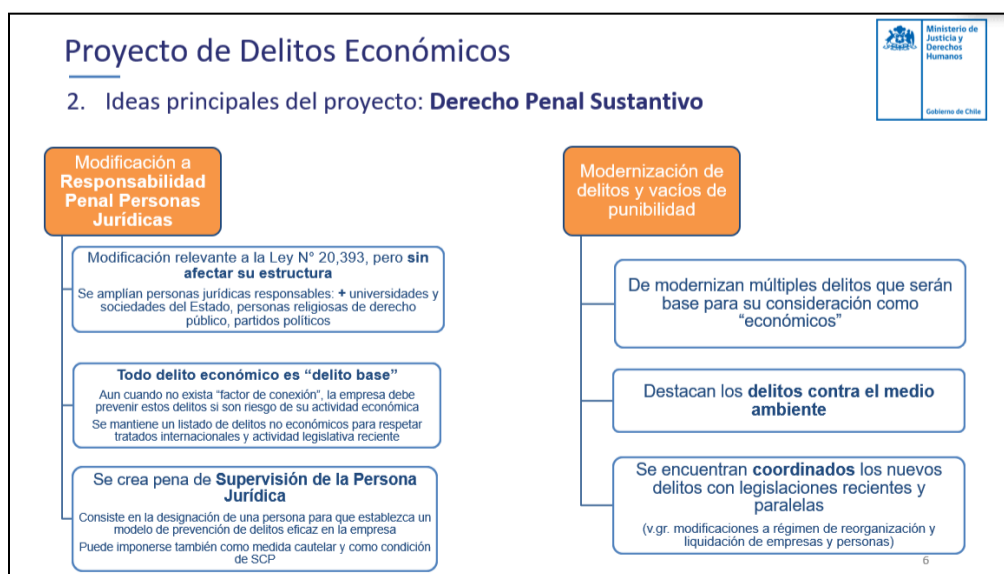 Proyecto de Delitos Económicos
2. Ideas principales del proyecto: Derecho Penal Sustantivo
Ministerio de
Justicia y
Derechos
Humanos
Gobierno de Chile
Modificación a
Responsabilidad
Penal Personas
Jurídicas
Modificación relevante a la Ley N° 20,393, pero sin
afectar su estructura
Se amplían personas jurídicas responsables: + universidades y
sociedades del Estado, personas religiosas de derecho
público, partidos políticos
Todo delito económico es “delito base”
Aun cuando no exista “factor de conexión”, la empresa debe
prevenir estos delitos si son riesgo de su actividad económica
Se mantiene un listado de delitos no económicos para respetar
tratados internacionales y actividad legislativa reciente
Se crea pena de Supervisión de la Persona
Jurídica
Consiste en la designación de una persona para que establezca un
modelo de prevención de delitos eficaz en la empresa
Puede imponerse también como medida cautelar y como condición
de SCP
Modernización de
delitos y vacíos de
punibilidad
De modernizan múltiples delitos que serán
base para su consideración como
“económicos”
Destacan los delitos contra el medio
ambiente
Se encuentran coordinados los nuevos
delitos con legislaciones recientes y
paralelas
(v.gr. modificaciones a régimen de reorganización y
liquidación de empresas y personas)
6